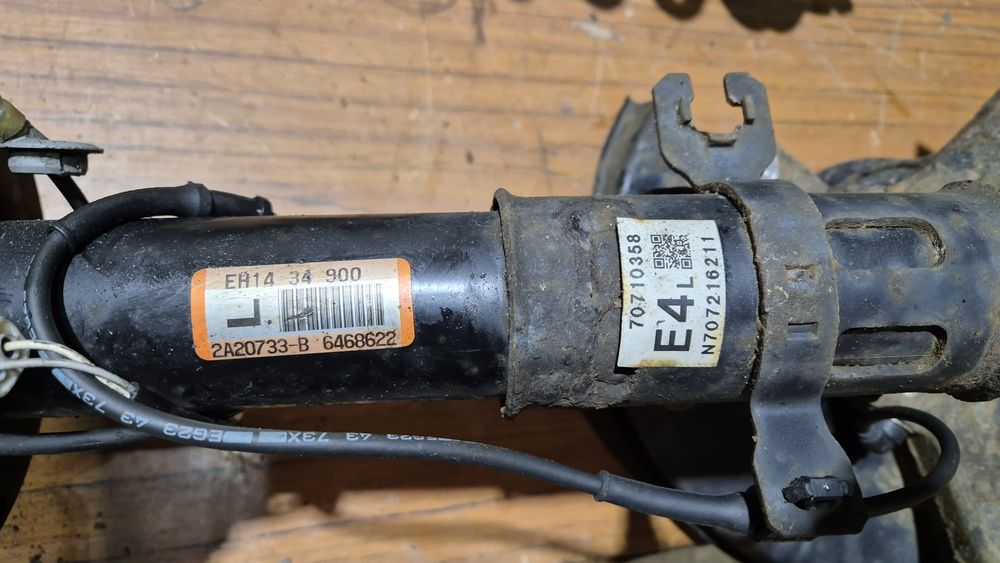 EH14 34 900
L
2A20733-B 6468622
70710358
E4 L
N707216211
EG23 43 73X
EG23 43 73X